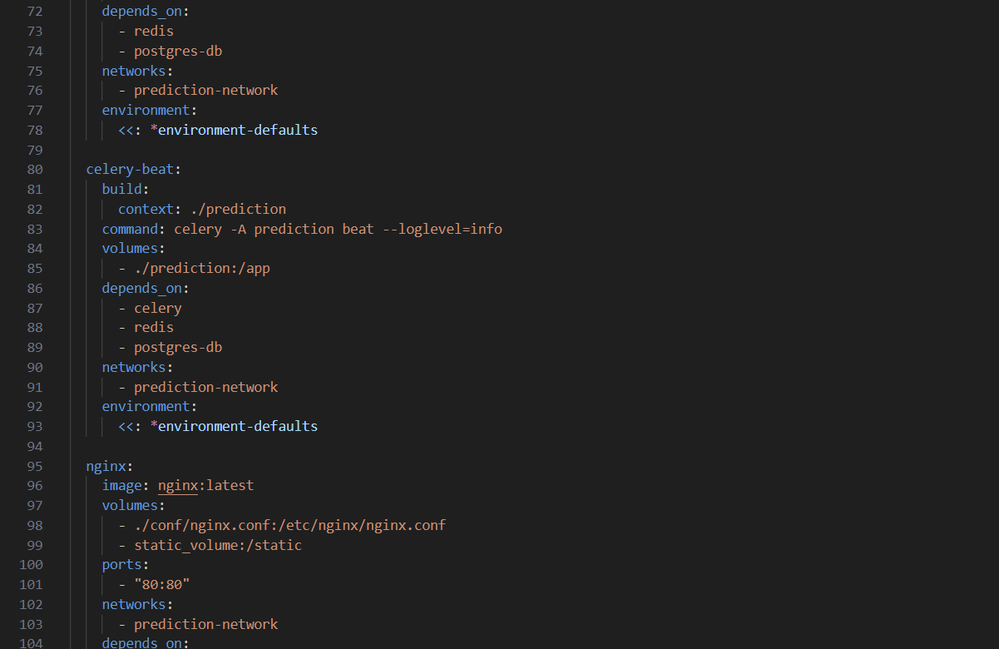 72 depends_on:
73 - redis
74 - postgres-db
75 networks:
76 - prediction-network
77 environment:
78 <<: *environment-defaults
79
80 celery-beat:
81 build:
82 context: ./prediction
83 command: celery -A prediction beat --loglevel=info
84 volumes:
85 - ./prediction:/app
86 depends_on:
87 - celery
88 - redis
89 - postgres-db
90 networks:
91 - prediction-network
92 environment:
93 <<: *environment-defaults
94
95 nginx:
96 image: nginx:latest
97 volumes:
98 - ./conf/nginx.conf:/etc/nginx/nginx.conf
99 - static_volume:/static
100 ports:
101 - "80:80"
102 networks:
103 - prediction-network
104 depends_on: